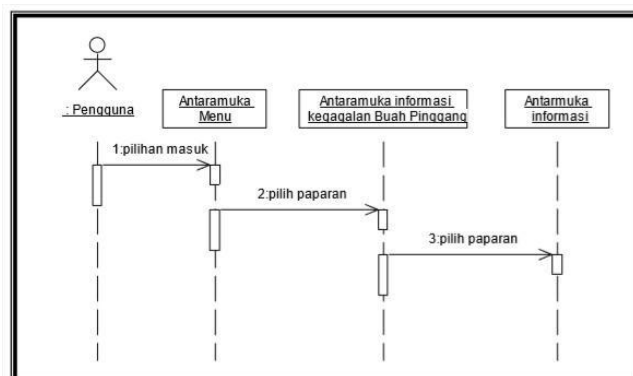 : Pengguna
Antaramuka
Menu
Antaramuka informasi
kegagalan Buah Pinggang
Antarmuka
informasi
1:pilihan masuk
2:pilih paparan
3:pilih paparan